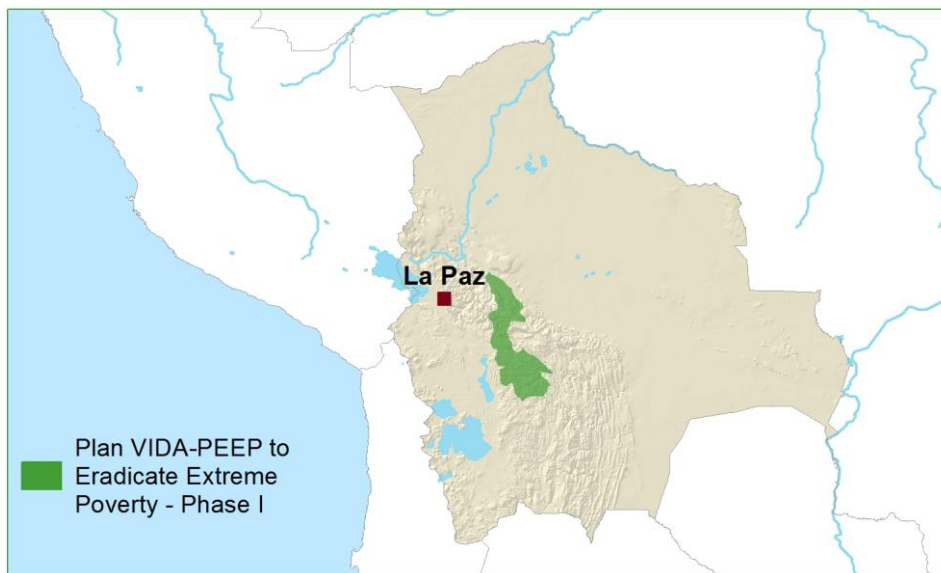 La Paz
Plan VIDA-PEEP to
Eradicate Extreme
Poverty - Phase I